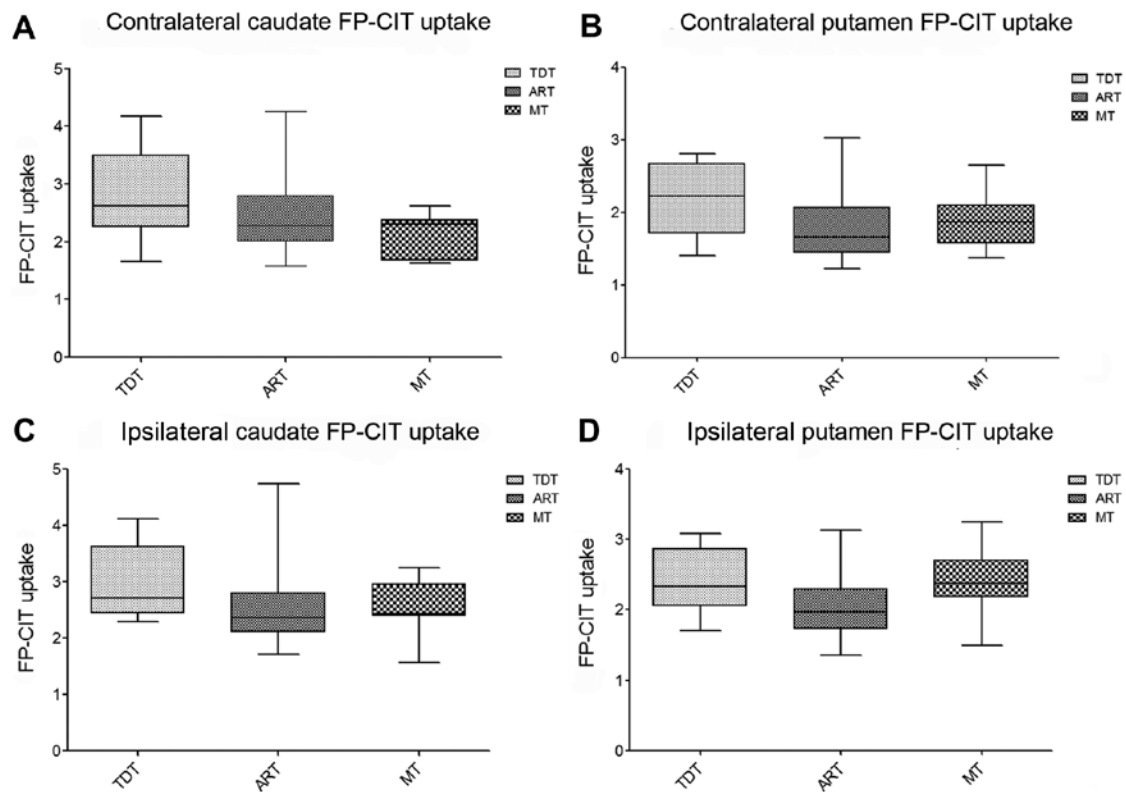 A
Contralateral caudate FP-CIT uptake
5
4
3
2
1
0
FP-CIT uptake
TDT
ART
MT
TDT
ART
MT
B
Contralateral putamen FP-CIT uptake
4
3
2
1
0
FP-CIT uptake
TDT
ART
MT
TDT
ART
MT
C
Ipsilateral caudate FP-CIT uptake
5
4
3
2
1
0
FP-CIT uptake
TDT
ART
MT
TDT
ART
MT
D
Ipsilateral putamen FP-CIT uptake
4
3
2
1
0
FP-CIT uptake
TDT
ART
MT
TDT
ART
MT